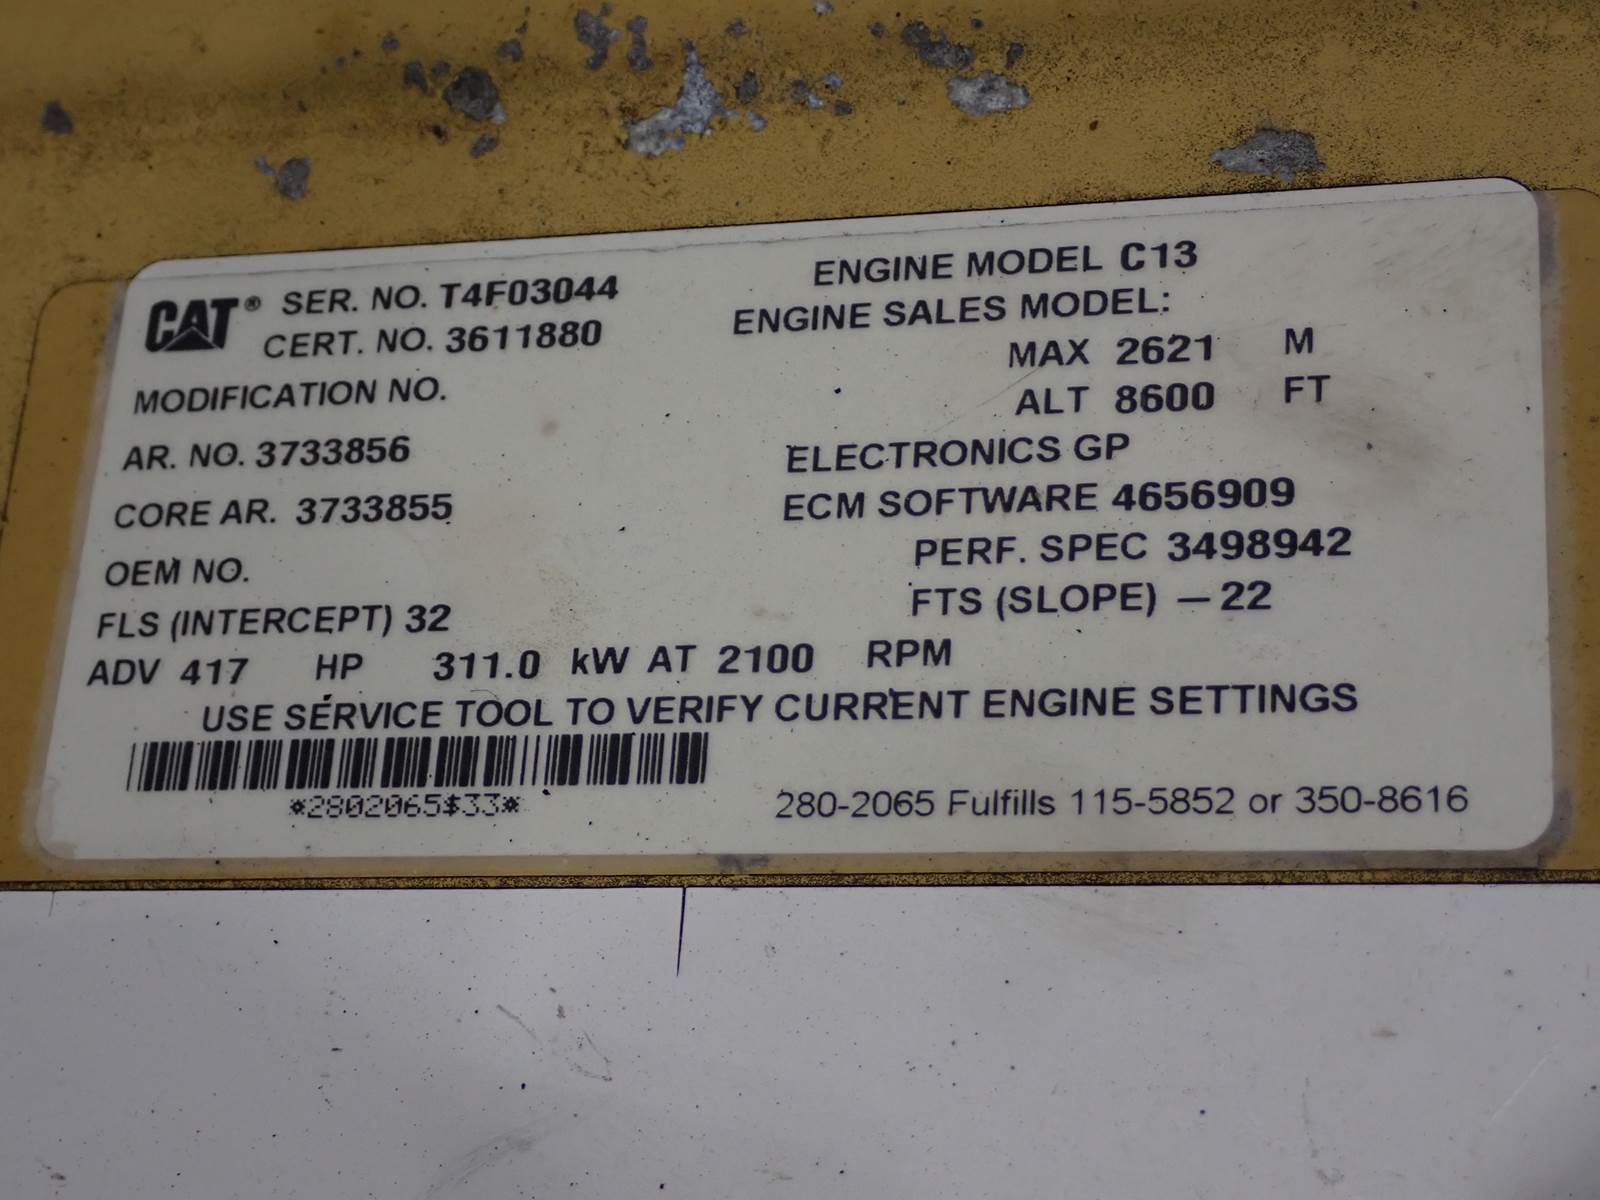 CAT® SER. NO. T4F03044
CERT. NO. 3611880
MODIFICATION NO.
AR. NO. 3733856
CORE AR. 3733855
OEM NO.
FLS (INTERCEPT) 32
ENGINE MODEL C13
ENGINE SALES MODEL:
MAX 2621 M
ALT 8600 FT
ELECTRONICS GP
ECM SOFTWARE 4656909
PERF. SPEC 3498942
FTS (SLOPE) —22
ADV 417 HP 311.0 kW AT 2100 RPM
USE SERVICE TOOL TO VERIFY CURRENT ENGINE SETTINGS
*2802065$33*
280-2065 Fulfills 115-5852 or 350-8616